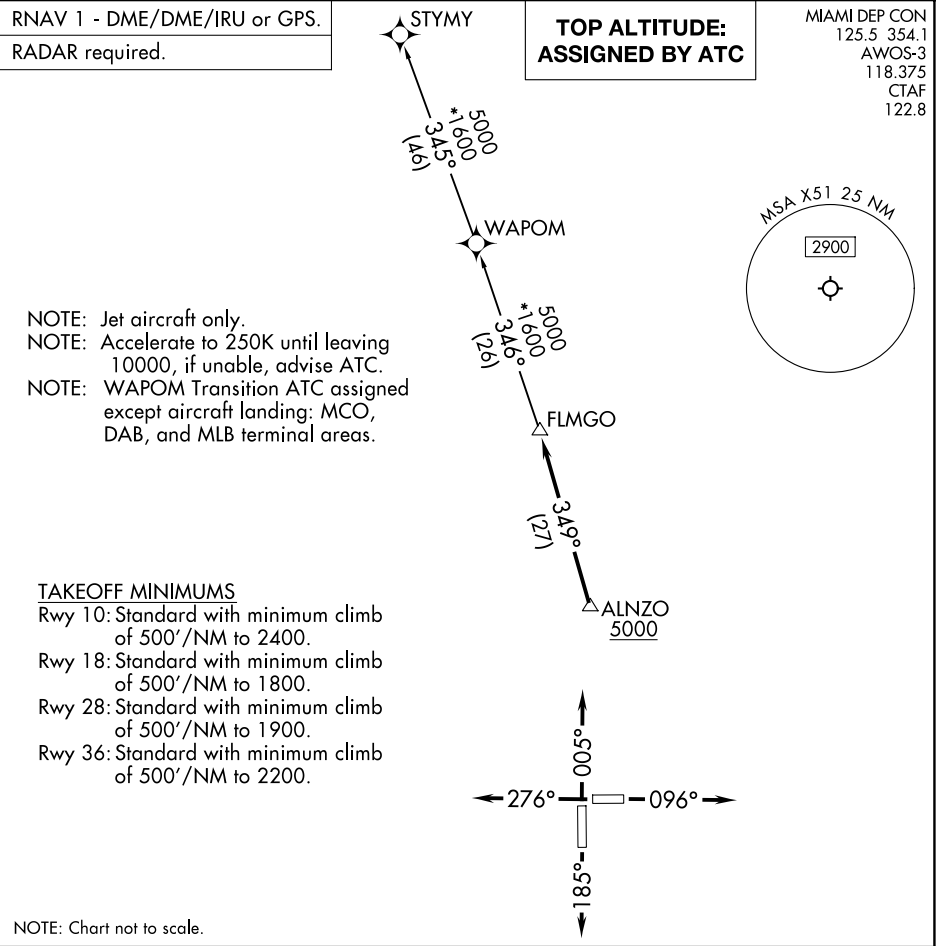 RNAV 1 - DME/DME/IRU or GPS.
RADAR required.
STYMY
TOP ALTITUDE:
ASSIGNED BY ATC
MIAMI DEP CON
125.5 354.1
AWOS-3
118.375
CTAF
122.8
5000
*1600
345°
(46)
WAPOM
MSA X51 25 NM
2900
5000
*1600
346°
(26)
NOTE: Jet aircraft only.
NOTE: Accelerate to 250K until leaving
10000, if unable, advise ATC.
NOTE: WAPOM Transition ATC assigned
except aircraft landing: MCO,
DAB, and MLB terminal areas.
FLMGO
349°
(27)
ALNZO
5000
TAKEOFF MINIMUMS
Rwy 10: Standard with minimum climb
of 500'/NM to 2400.
Rwy 18: Standard with minimum climb
of 500'/NM to 1800.
Rwy 28: Standard with minimum climb
of 500'/NM to 1900.
Rwy 36: Standard with minimum climb
of 500'/NM to 2200.
005°
276°
096°
185°
NOTE: Chart not to scale.